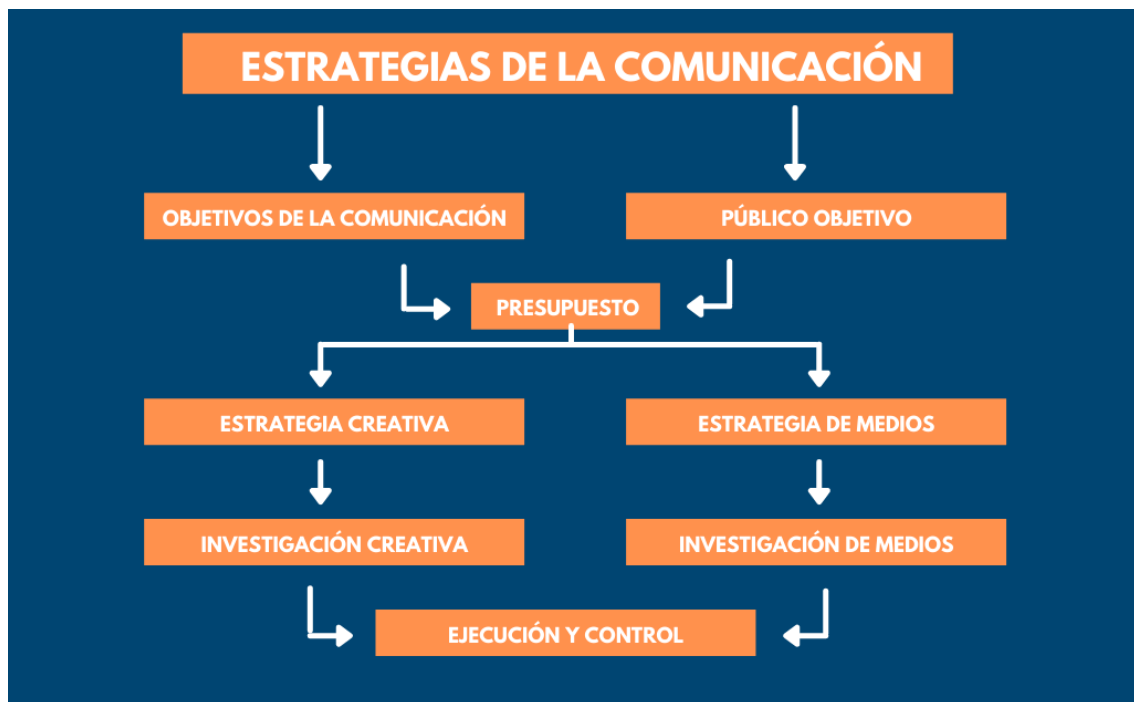 ESTRATEGIAS DE LA COMUNICACIÓN
OBJETIVOS DE LA COMUNICACIÓN
PÚBLICO OBJETIVO
PRESUPUESTO
ESTRATEGIA CREATIVA
ESTRATEGIA DE MEDIOS
INVESTIGACIÓN CREATIVA
INVESTIGACIÓN DE MEDIOS
EJECUCIÓN Y CONTROL